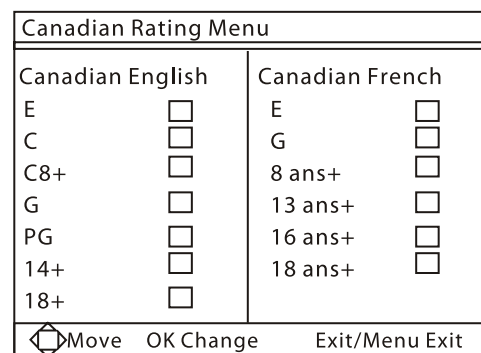 Canadian Rating Menu
Canadian English
E
C
C8+
G
PG
14+
18+
Canadian French
E
G
8 ans+
13 ans+
16 ans+
18 ans+
Move OK Change Exit/Menu Exit